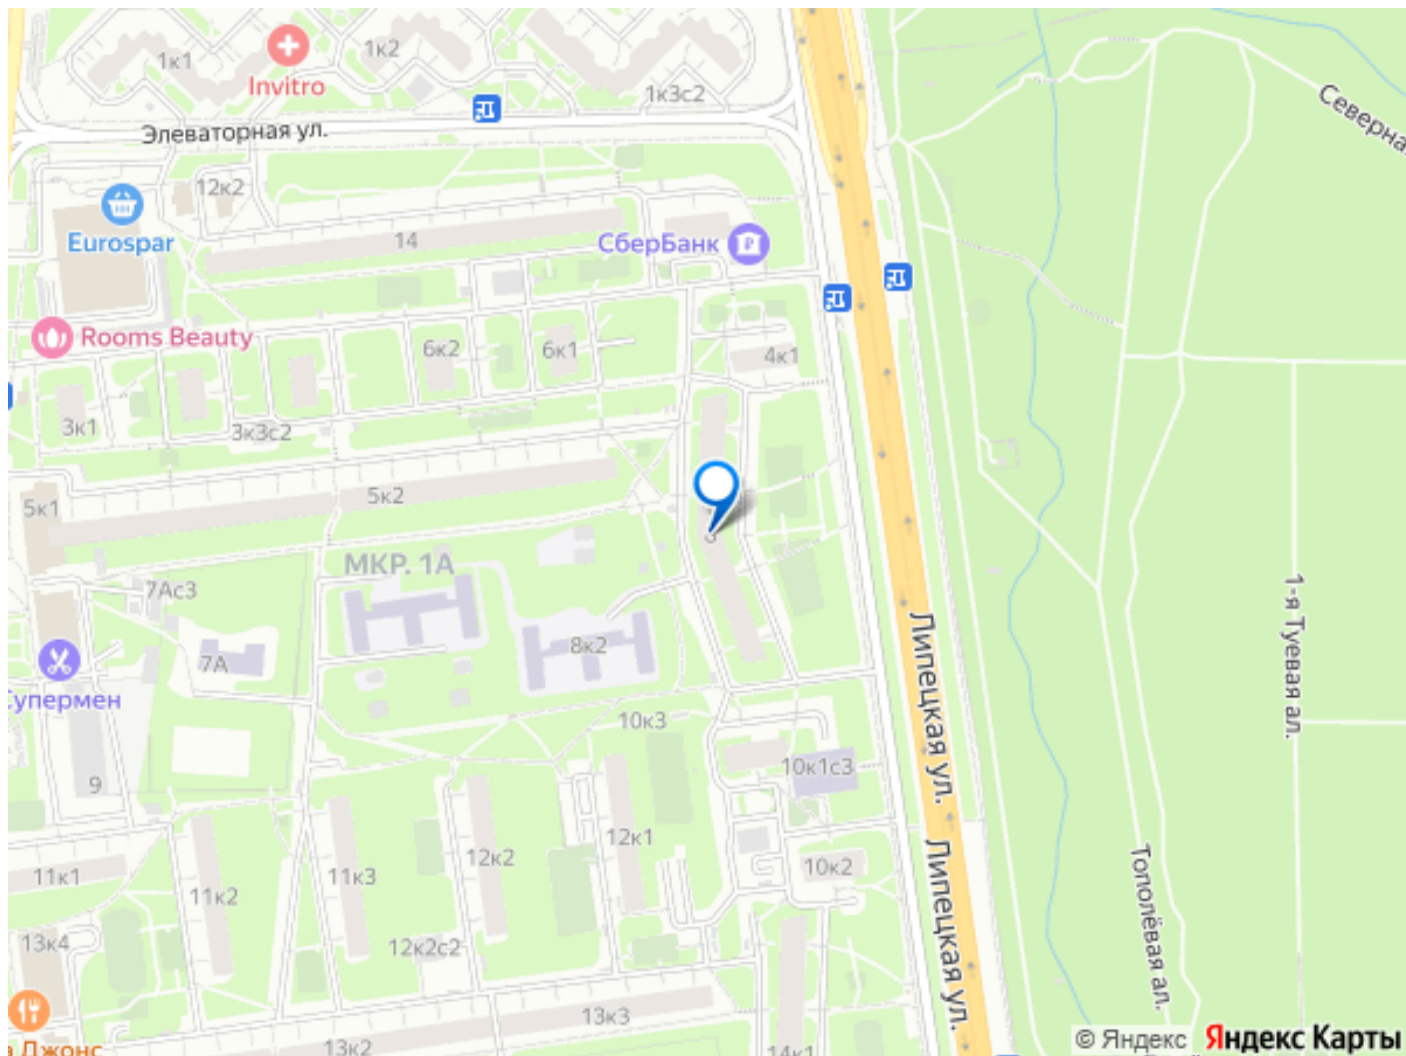 1к1
Invitro
1к2
1к3с2
Элеваторная ул.
Северна
12к2
Eurospar
14
СберБанк
Rooms Beauty
6к2
6к1
4к1
3к1
3к3с2
5к1
5к2
МКР. 1А
7Ас3
7А
8к2
Супермен
1-я Туевая ал.
Липецкая ул.
10к3
10к1с3
9
12к1
12к2
10к2
11к1
11к2
11к3
Липецкая ул.
Тополёвая ал.
13к4
12к2с2
13к3
а Джонс
13к2
14к1
© Яндекс Яндекс Карты